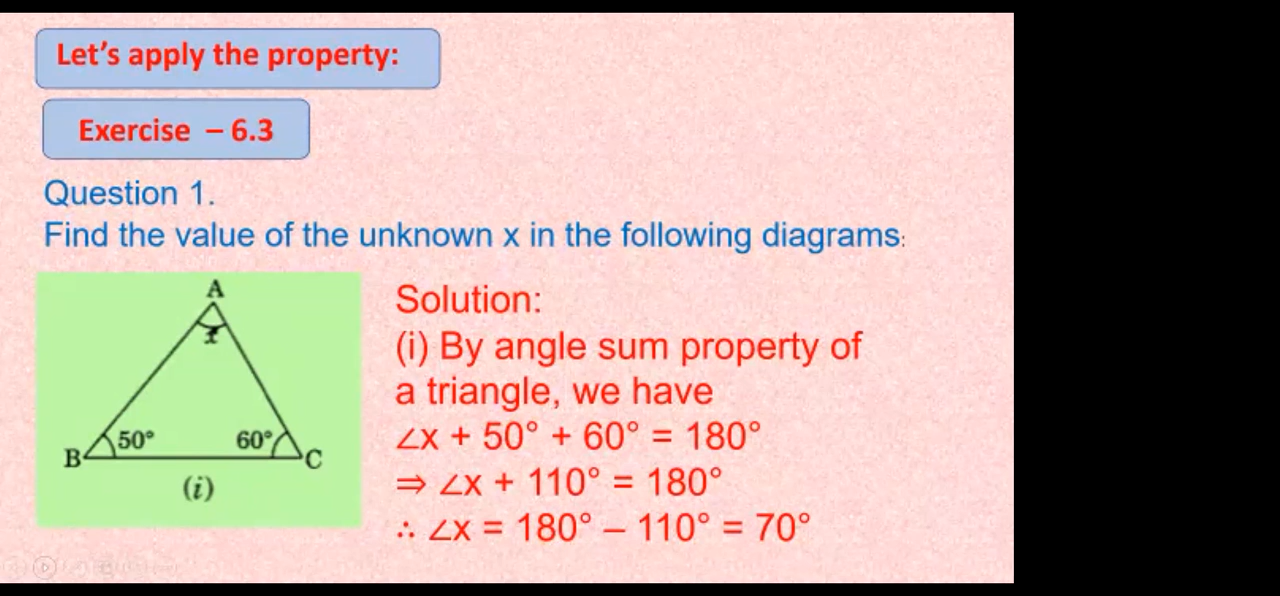 Let's apply the property:
Exercise – 6.3
Question 1.
Find the value of the unknown x in the following diagrams:
A
x
50°
60°
B
C
(i)
Solution:
(i) By angle sum property of
a triangle, we have
∠x + 50° + 60° = 180°
⇒ ∠x + 110° = 180°
∴ ∠x = 180° – 110° = 70°